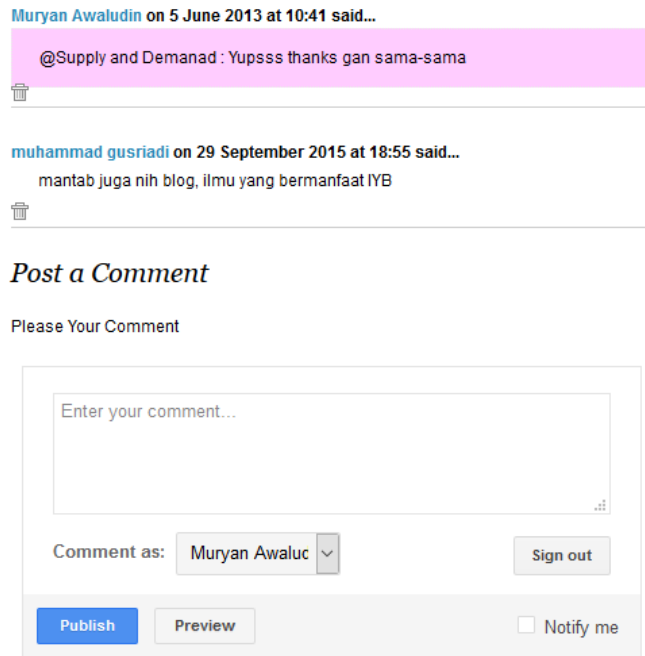 Muryan Awaludin on 5 June 2013 at 10:41 said...
@Supply and Demanad : Yupsss thanks gan sama-sama
muhammad gusriadi on 29 September 2015 at 18:55 said...
mantab juga nih blog, ilmu yang bermanfaat IYB
Post a Comment
Please Your Comment
Enter your comment...
Comment as: Muryan Awaluc Sign out
Publish Preview Notify me